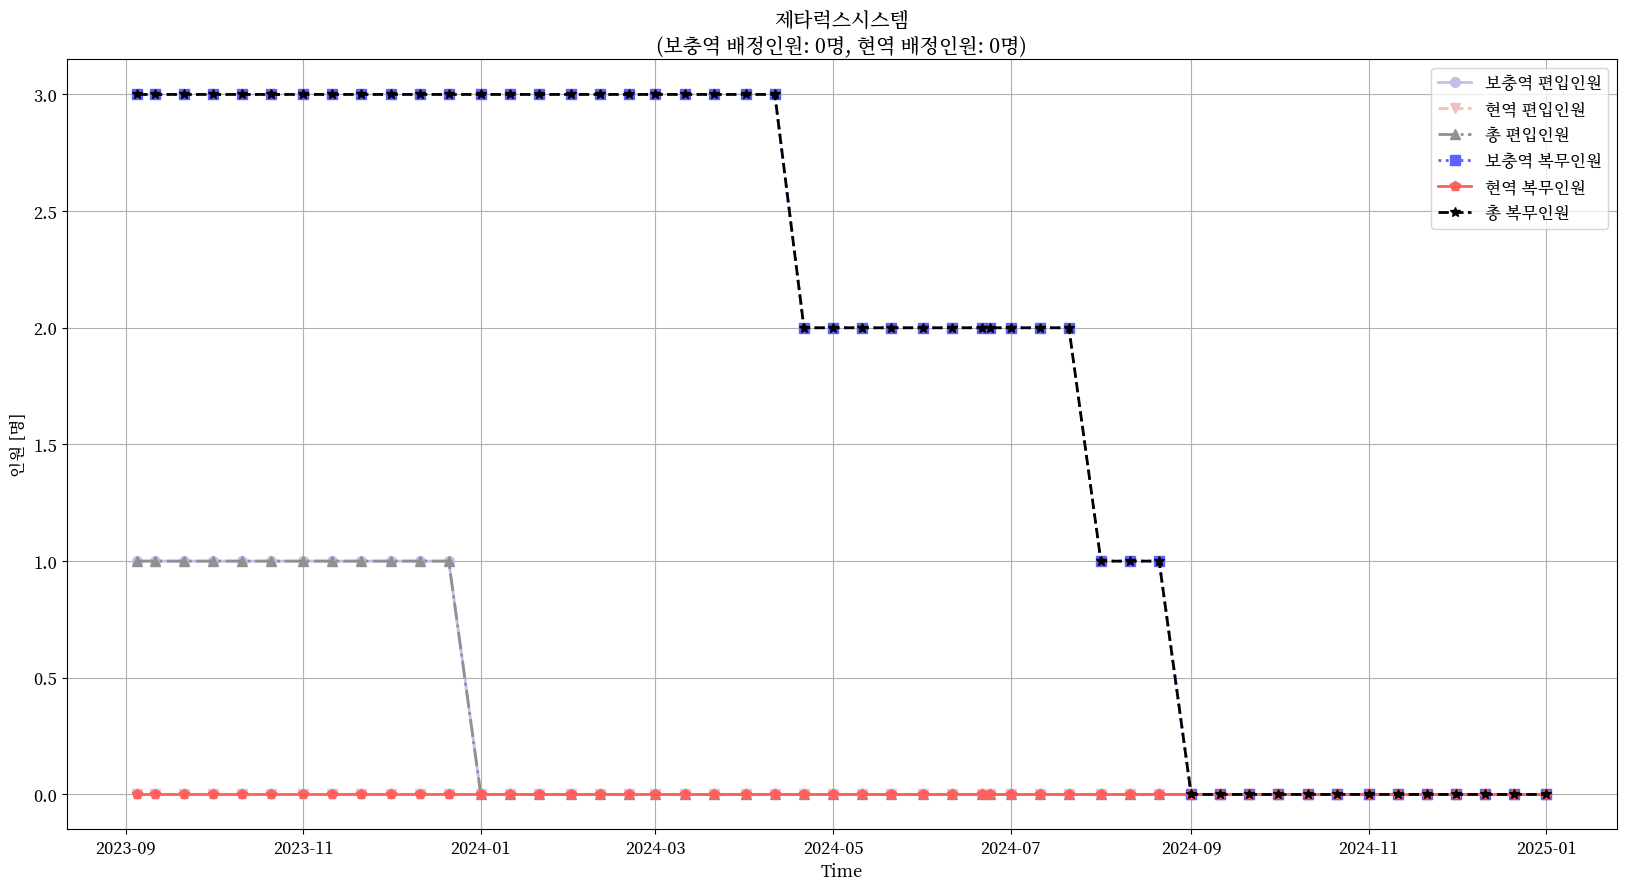 제타럭스시스템
(보충역 배정인원: 0명, 현역 배정인원: 0명)
보충역 편입인원
현역 편입인원
총 편입인원
보충역 복무인원
현역 복무인원
총 복무인원
인원 [명]
3.0
2.5
2.0
1.5
1.0
0.5
0.0
2023-09
2023-11
2024-01
2024-03
2024-05
2024-07
2024-09
2024-11
2025-01
Time